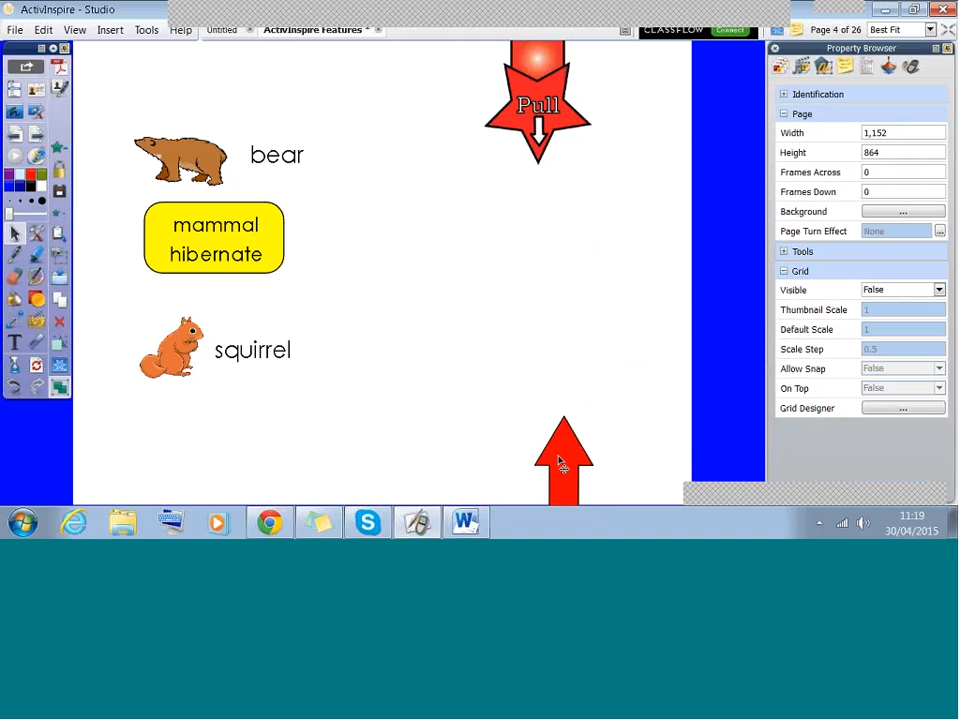 ActivInspire - Studio
File Edit View Insert Tools Help
Untitled ActivInspire Features *
CLASSFLOW Connect
Page 4 of 26 Best Fit
Pull
bear
mammal
hibernate
squirrel
Property Browser
Identification
Page
Width 1,152
Height 864
Frames Across 0
Frames Down 0
Background ...
Page Turn Effect None ...
Tools
Grid
Visible False
Thumbnail Scale 1
Default Scale 1
Scale Step 0.5
Allow Snap False
On Top False
Grid Designer ...
11:19
30/04/2015